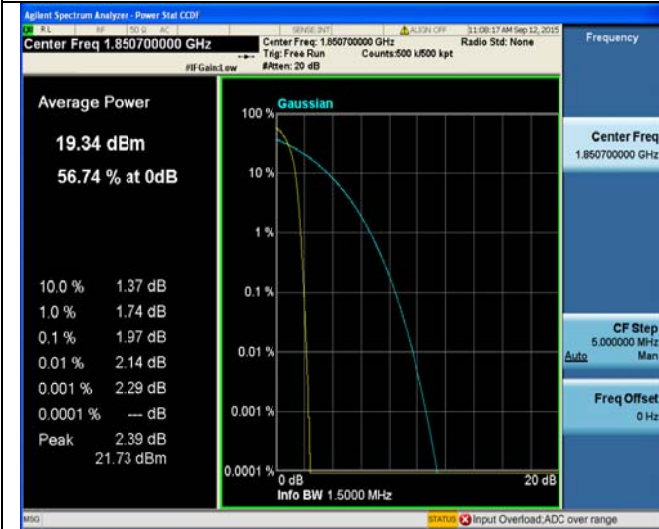 Agilent Spectrum Analyzer - Power Stat CCDF
RL RF 50 Ω AC SENSE:INT ALIGN OFF 11:08:17 AM Sep 12, 2015
Center Freq 1.850700000 GHz
Center Freq: 1.850700000 GHz Radio Std: None
Trig: Free Run Counts:500 k/500 kpt
#IFGain:Low #Atten: 20 dB
Frequency
Average Power
19.34 dBm
56.74 % at 0dB
10.0 % 1.37 dB
1.0 % 1.74 dB
0.1 % 1.97 dB
0.01 % 2.14 dB
0.001 % 2.29 dB
0.0001 % --- dB
Peak 2.39 dB
21.73 dBm
Gaussian
100 %
10 %
1 %
0.1 %
0.01 %
0.001 %
0.0001 %
0 dB 20 dB
Info BW 1.5000 MHz
Center Freq
1.850700000 GHz
CF Step
5.000000 MHz
Auto Man
Freq Offset
0 Hz
MSG STATUS Input Overload;ADC over range